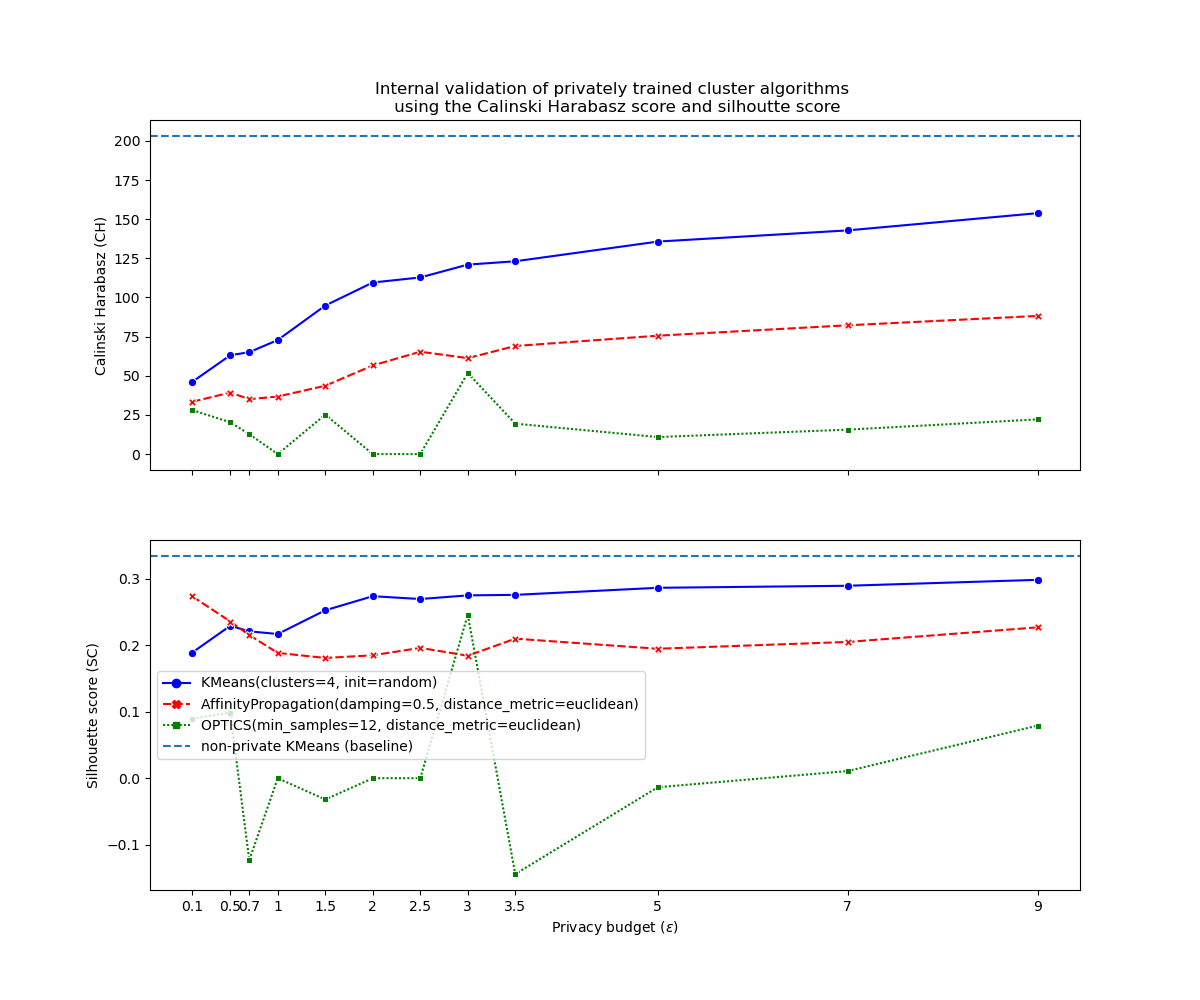 Internal validation of privately trained cluster algorithms
using the Calinski Harabasz score and silhoutte score
200
175
150
125
100
75
50
25
0
Calinski Harabasz (CH)
0.3
0.2
0.1
0.0
−0.1
Silhouette score (SC)
KMeans(clusters=4, init=random)
AffinityPropagation(damping=0.5, distance_metric=euclidean)
OPTICS(min_samples=12, distance_metric=euclidean)
non-private KMeans (baseline)
0.1 0.5 0.7 1 1.5 2 2.5 3 3.5 5 7 9
Privacy budget (ε)